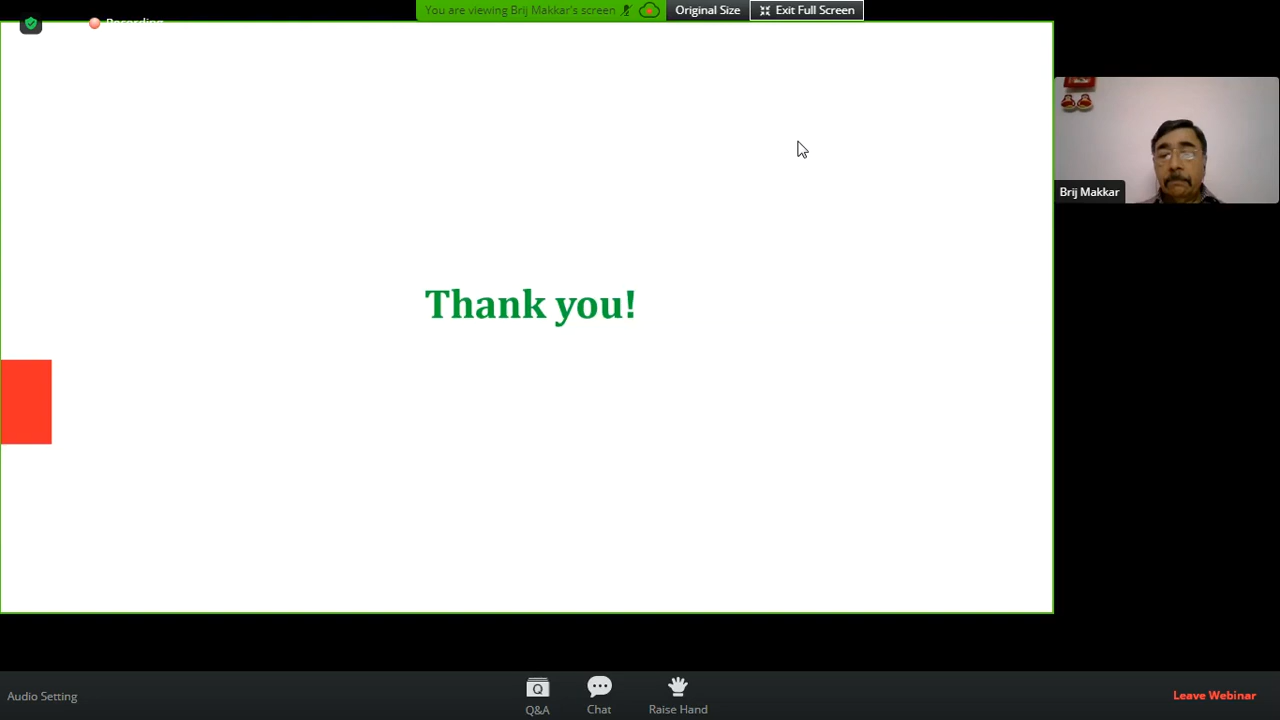 You are viewing Brij Makkar's screen
Original Size
Exit Full Screen
Recording
Thank you!
Brij Makkar
Audio Setting
Q
Q&A
Chat
Raise Hand
Leave Webinar